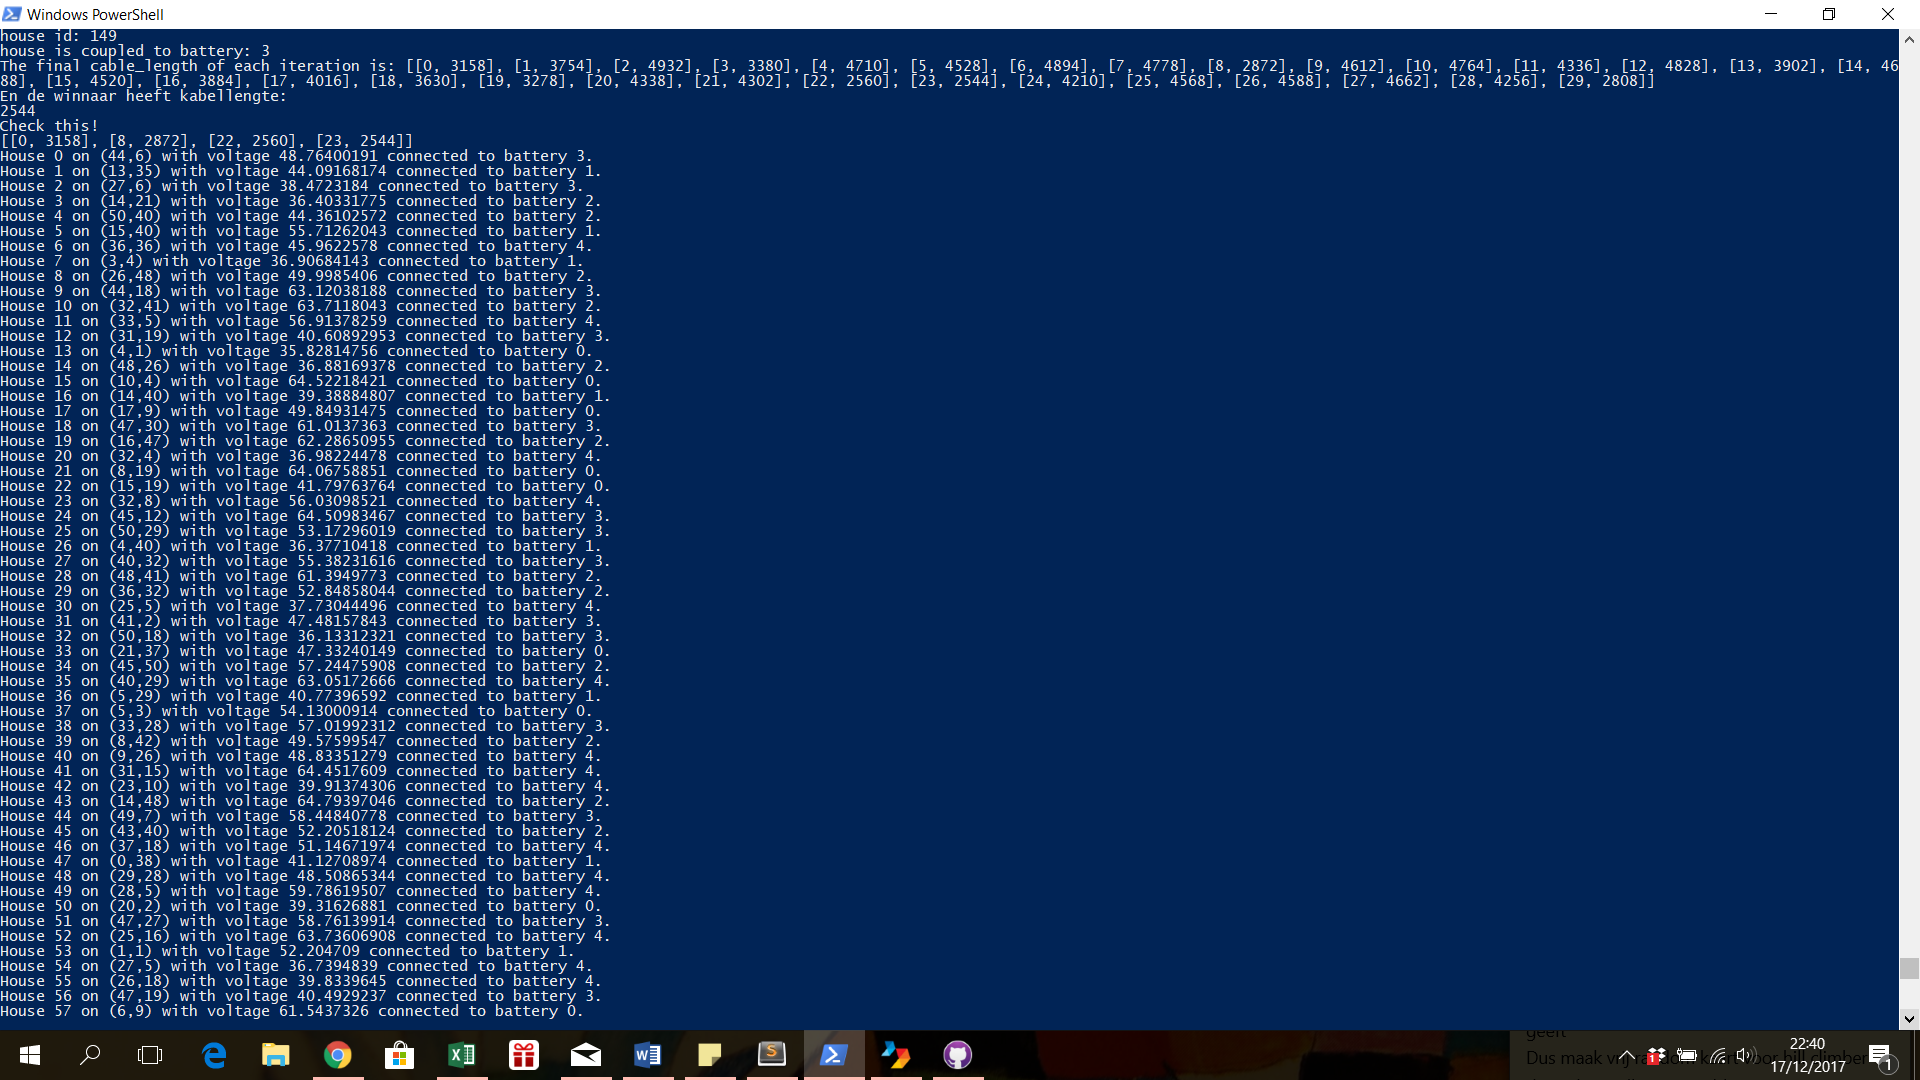 Windows PowerShell
house id: 149
house is coupled to battery: 3
The final cable_length of each iteration is: [[0, 3158], [1, 3754], [2, 4932], [3, 3380], [4, 4710], [5, 4528], [6, 4894], [7, 4778], [8, 2872], [9, 4612], [10, 4764], [11, 4336], [12, 4828], [13, 3902], [14, 46
88], [15, 4520], [16, 3884], [17, 4016], [18, 3630], [19, 3278], [20, 4338], [21, 4302], [22, 2560], [23, 2544], [24, 4210], [25, 4568], [26, 4588], [27, 4662], [28, 4256], [29, 2808]]
En de winnaar heeft kabellengte:
2544
Check this!
[[0, 3158], [8, 2872], [22, 2560], [23, 2544]]
House 0 on (44,6) with voltage 48.76400191 connected to battery 3.
House 1 on (13,35) with voltage 44.09168174 connected to battery 1.
House 2 on (27,6) with voltage 38.4723184 connected to battery 3.
House 3 on (14,21) with voltage 36.40331775 connected to battery 2.
House 4 on (50,40) with voltage 44.36102572 connected to battery 2.
House 5 on (15,40) with voltage 55.71262043 connected to battery 1.
House 6 on (36,36) with voltage 45.9622578 connected to battery 4.
House 7 on (3,4) with voltage 36.90684143 connected to battery 1.
House 8 on (26,48) with voltage 49.9985406 connected to battery 2.
House 9 on (44,18) with voltage 63.12038188 connected to battery 3.
House 10 on (32,41) with voltage 63.7118043 connected to battery 2.
House 11 on (33,5) with voltage 56.91378259 connected to battery 4.
House 12 on (31,19) with voltage 40.60892953 connected to battery 3.
House 13 on (4,1) with voltage 35.82814756 connected to battery 0.
House 14 on (48,26) with voltage 36.88169378 connected to battery 2.
House 15 on (10,4) with voltage 64.52218421 connected to battery 0.
House 16 on (14,40) with voltage 39.38884807 connected to battery 1.
House 17 on (17,9) with voltage 49.84931475 connected to battery 0.
House 18 on (47,30) with voltage 61.0137363 connected to battery 3.
House 19 on (16,47) with voltage 62.28650955 connected to battery 2.
House 20 on (32,4) with voltage 36.98224478 connected to battery 4.
House 21 on (8,19) with voltage 64.06758851 connected to battery 0.
House 22 on (15,19) with voltage 41.79763764 connected to battery 0.
House 23 on (32,8) with voltage 56.03098521 connected to battery 4.
House 24 on (45,12) with voltage 64.50983467 connected to battery 3.
House 25 on (50,29) with voltage 53.17296019 connected to battery 3.
House 26 on (4,40) with voltage 36.37710418 connected to battery 1.
House 27 on (40,32) with voltage 55.38231616 connected to battery 3.
House 28 on (48,41) with voltage 61.3949773 connected to battery 2.
House 29 on (36,32) with voltage 52.84858044 connected to battery 2.
House 30 on (25,5) with voltage 37.73044496 connected to battery 4.
House 31 on (41,2) with voltage 47.48157843 connected to battery 3.
House 32 on (50,18) with voltage 36.13312321 connected to battery 3.
House 33 on (21,37) with voltage 47.33240149 connected to battery 0.
House 34 on (45,50) with voltage 57.24475908 connected to battery 2.
House 35 on (40,29) with voltage 63.05172666 connected to battery 4.
House 36 on (5,29) with voltage 40.77396592 connected to battery 1.
House 37 on (5,3) with voltage 54.13000914 connected to battery 0.
House 38 on (33,28) with voltage 57.01992312 connected to battery 3.
House 39 on (8,42) with voltage 49.57599547 connected to battery 2.
House 40 on (9,26) with voltage 48.83351279 connected to battery 4.
House 41 on (31,15) with voltage 64.4517609 connected to battery 4.
House 42 on (23,10) with voltage 39.91374306 connected to battery 4.
House 43 on (14,48) with voltage 64.79397046 connected to battery 2.
House 44 on (49,7) with voltage 58.44840778 connected to battery 3.
House 45 on (43,40) with voltage 52.20518124 connected to battery 2.
House 46 on (37,18) with voltage 51.14671974 connected to battery 4.
House 47 on (0,38) with voltage 41.12708974 connected to battery 1.
House 48 on (29,28) with voltage 48.50865344 connected to battery 4.
House 49 on (28,5) with voltage 59.78619507 connected to battery 4.
House 50 on (20,2) with voltage 39.31626881 connected to battery 0.
House 51 on (47,27) with voltage 58.76139914 connected to battery 3.
House 52 on (25,16) with voltage 63.73606908 connected to battery 4.
House 53 on (1,1) with voltage 52.204709 connected to battery 1.
House 54 on (27,5) with voltage 36.7394839 connected to battery 4.
House 55 on (26,18) with voltage 39.8339645 connected to battery 4.
House 56 on (47,19) with voltage 40.4929237 connected to battery 3.
House 57 on (6,9) with voltage 61.5437326 connected to battery 0.
geeft
Dus maak vrij hill climber
22:40
17/12/2017
1